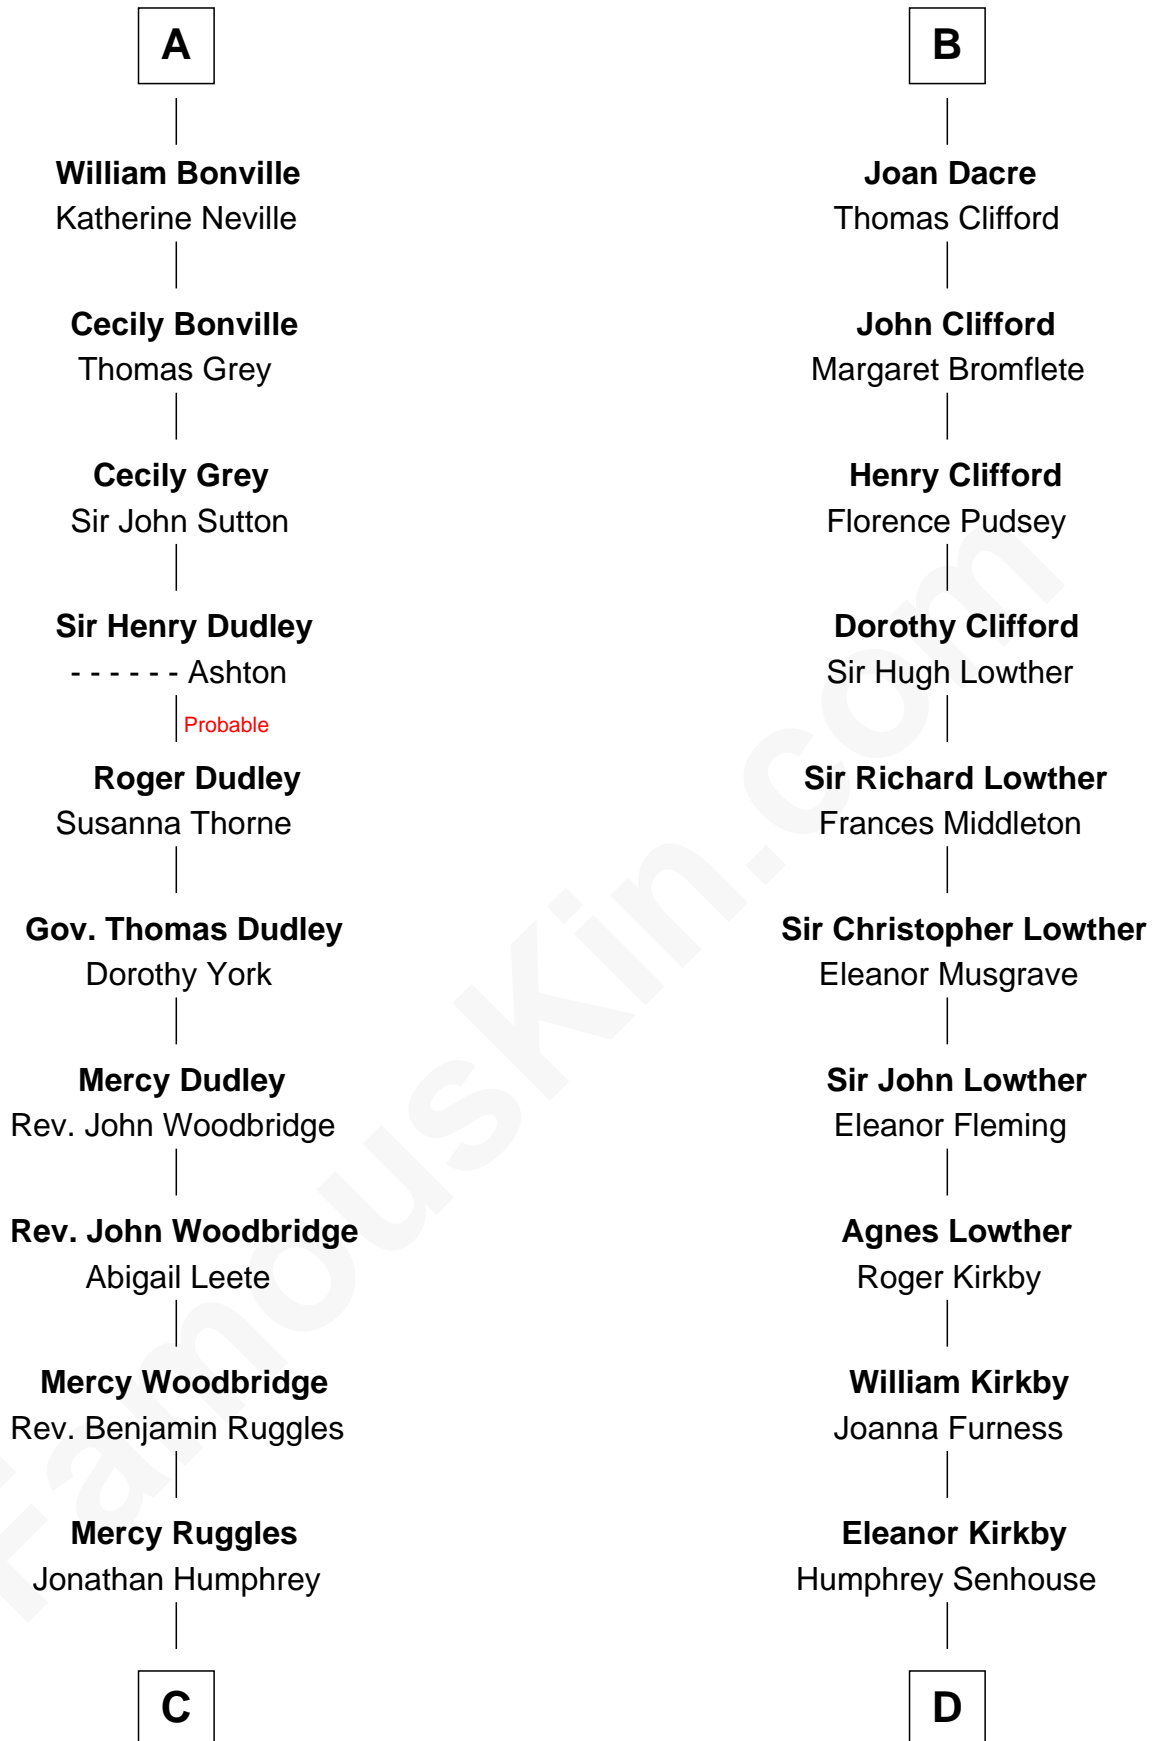 A
William Bonville
Katherine Neville
Cecily Bonville
Thomas Grey
Cecily Grey
Sir John Sutton
Sir Henry Dudley
- - - - - - Ashton
Probable
Roger Dudley
Susanna Thorne
Gov. Thomas Dudley
Dorothy York
Mercy Dudley
Rev. John Woodbridge
Rev. John Woodbridge
Abigail Leete
Mercy Woodbridge
Rev. Benjamin Ruggles
Mercy Ruggles
Jonathan Humphrey
C
B
Joan Dacre
Thomas Clifford
John Clifford
Margaret Bromflete
Henry Clifford
Florence Pudsey
Dorothy Clifford
Sir Hugh Lowther
Sir Richard Lowther
Frances Middleton
Sir Christopher Lowther
Eleanor Musgrave
Sir John Lowther
Eleanor Fleming
Agnes Lowther
Roger Kirkby
William Kirkby
Joanna Furness
Eleanor Kirkby
Humphrey Senhouse
D
FamousKin.com